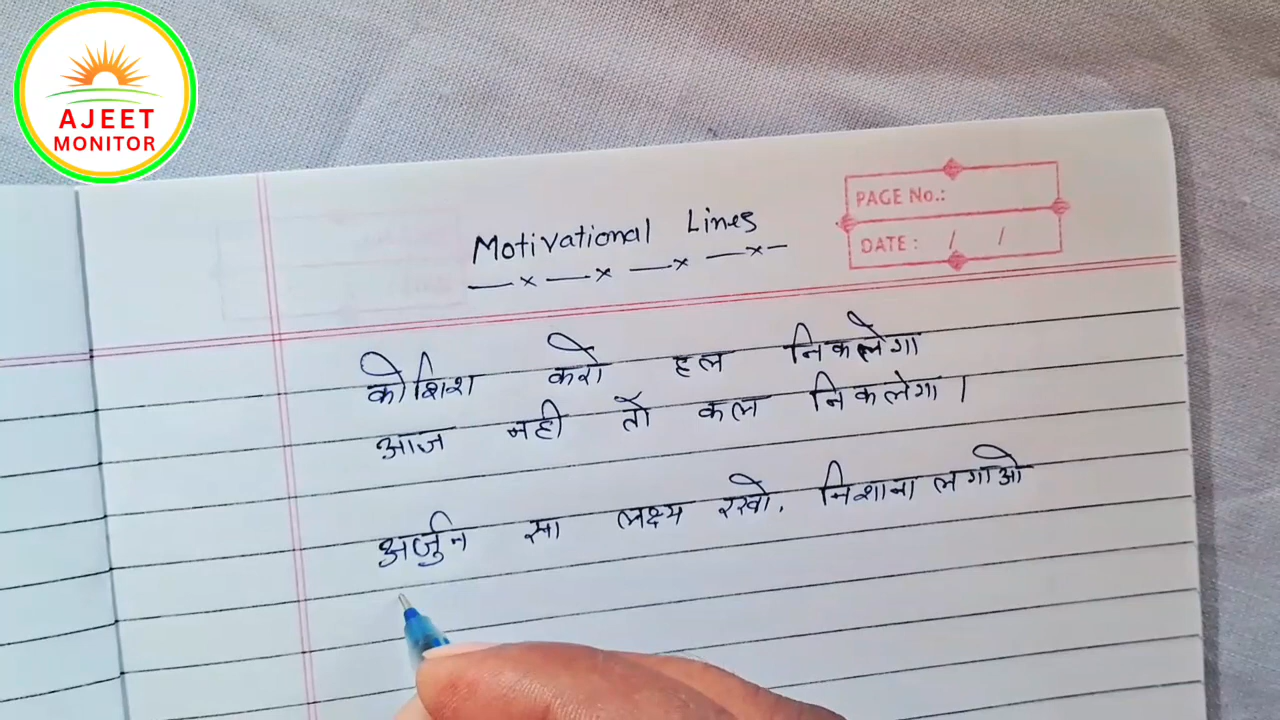 AJEET
MONITOR
PAGE No.:
DATE: / /
Motivational Lines
कोशिश करो हल निकलेगा
आज नही तो कल निकलेगा।
अर्जुन सा लक्ष्य रखो, निशाना लगाओ